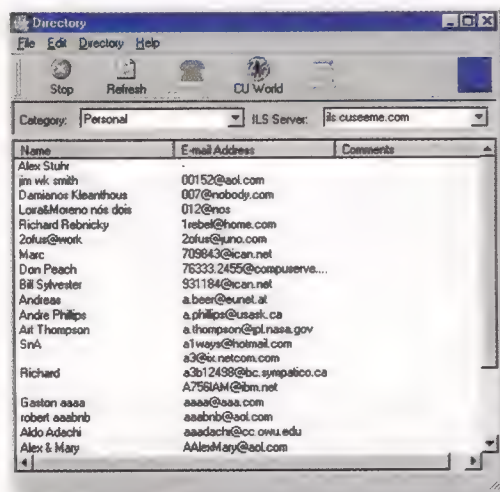 Directory
File Edit Directory Help
Stop Refresh CU World
Category: Personal ILS Server: ils.cuseeme.com
Name E-mail Address Comments
Alex Stuhr -
jim wk smith 00152@aol.com
Damianos Kleanthous 007@nobody.com
Loira&Moreno nós dois 012@nos
Richard Rebnicky 1rebel@home.com
2ofus@work 2ofus@juno.com
Marc 709843@ican.net
Don Peach 76333.2455@compuserve....
Bill Sylvester 931184@ican.net
Andreas a.beer@eunet.at
Andre Phillips a.phillips@usask.ca
Art Thompson a.thompson@jpl.nasa.gov
SnA a1ways@hotmail.com
a3@ix.netcom.com
Richard a3b12498@bc.sympatico.ca
A756IAM@ibm.net
Gaston aaaa aaaa@aaa.com
robert aaabnb aaabnb@aol.com
Aldo Adachi aaadachi@cc.owu.edu
Alex & Mary AAlexMary@aol.com